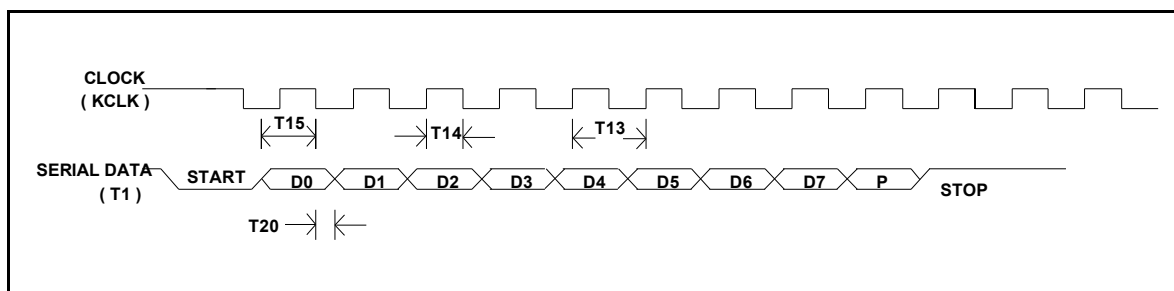 CLOCK
( KCLK )
T15
T14
T13
SERIAL DATA
( T1 )
START
D0
D1
D2
D3
D4
D5
D6
D7
P
STOP
T20